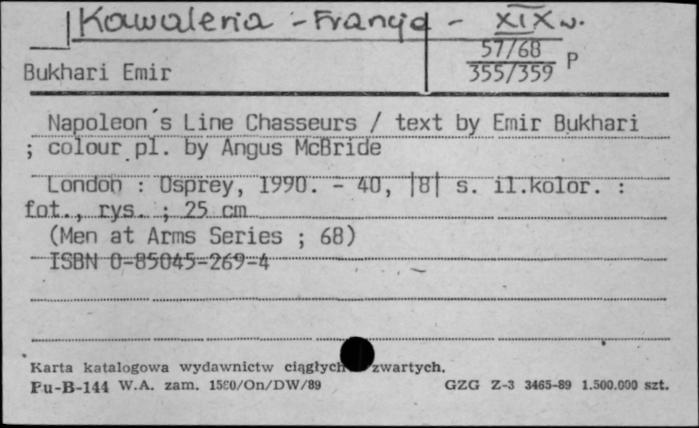 Kawaleria - Francja - XIX w.
57/68 P
355/359
Bukhari Emir
Napoleon´s Line Chasseurs / text by Emir Bukhari
; colour pl. by Angus McBride
London : Osprey, 1990. - 40, |8| s. il.kolor. :
fot., rys. ; 25 cm
(Men at Arms Series ; 68)
ISBN 0-85045-269-4
Karta katalogowa wydawnictw ciągłych zwartych.
Pu-B-144 W.A. zam. 1580/On/DW/89 GZG Z-3 3465-89 1.500.000 szt.